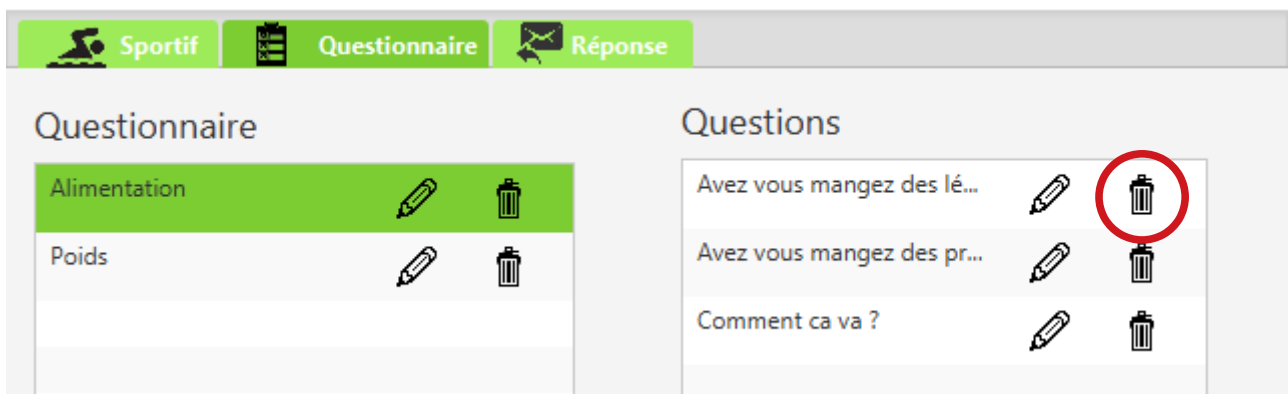 Sportif
Questionnaire
Réponse
Questionnaire
Alimentation
Poids
Questions
Avez vous mangez des lé...
Avez vous mangez des pr...
Comment ca va ?